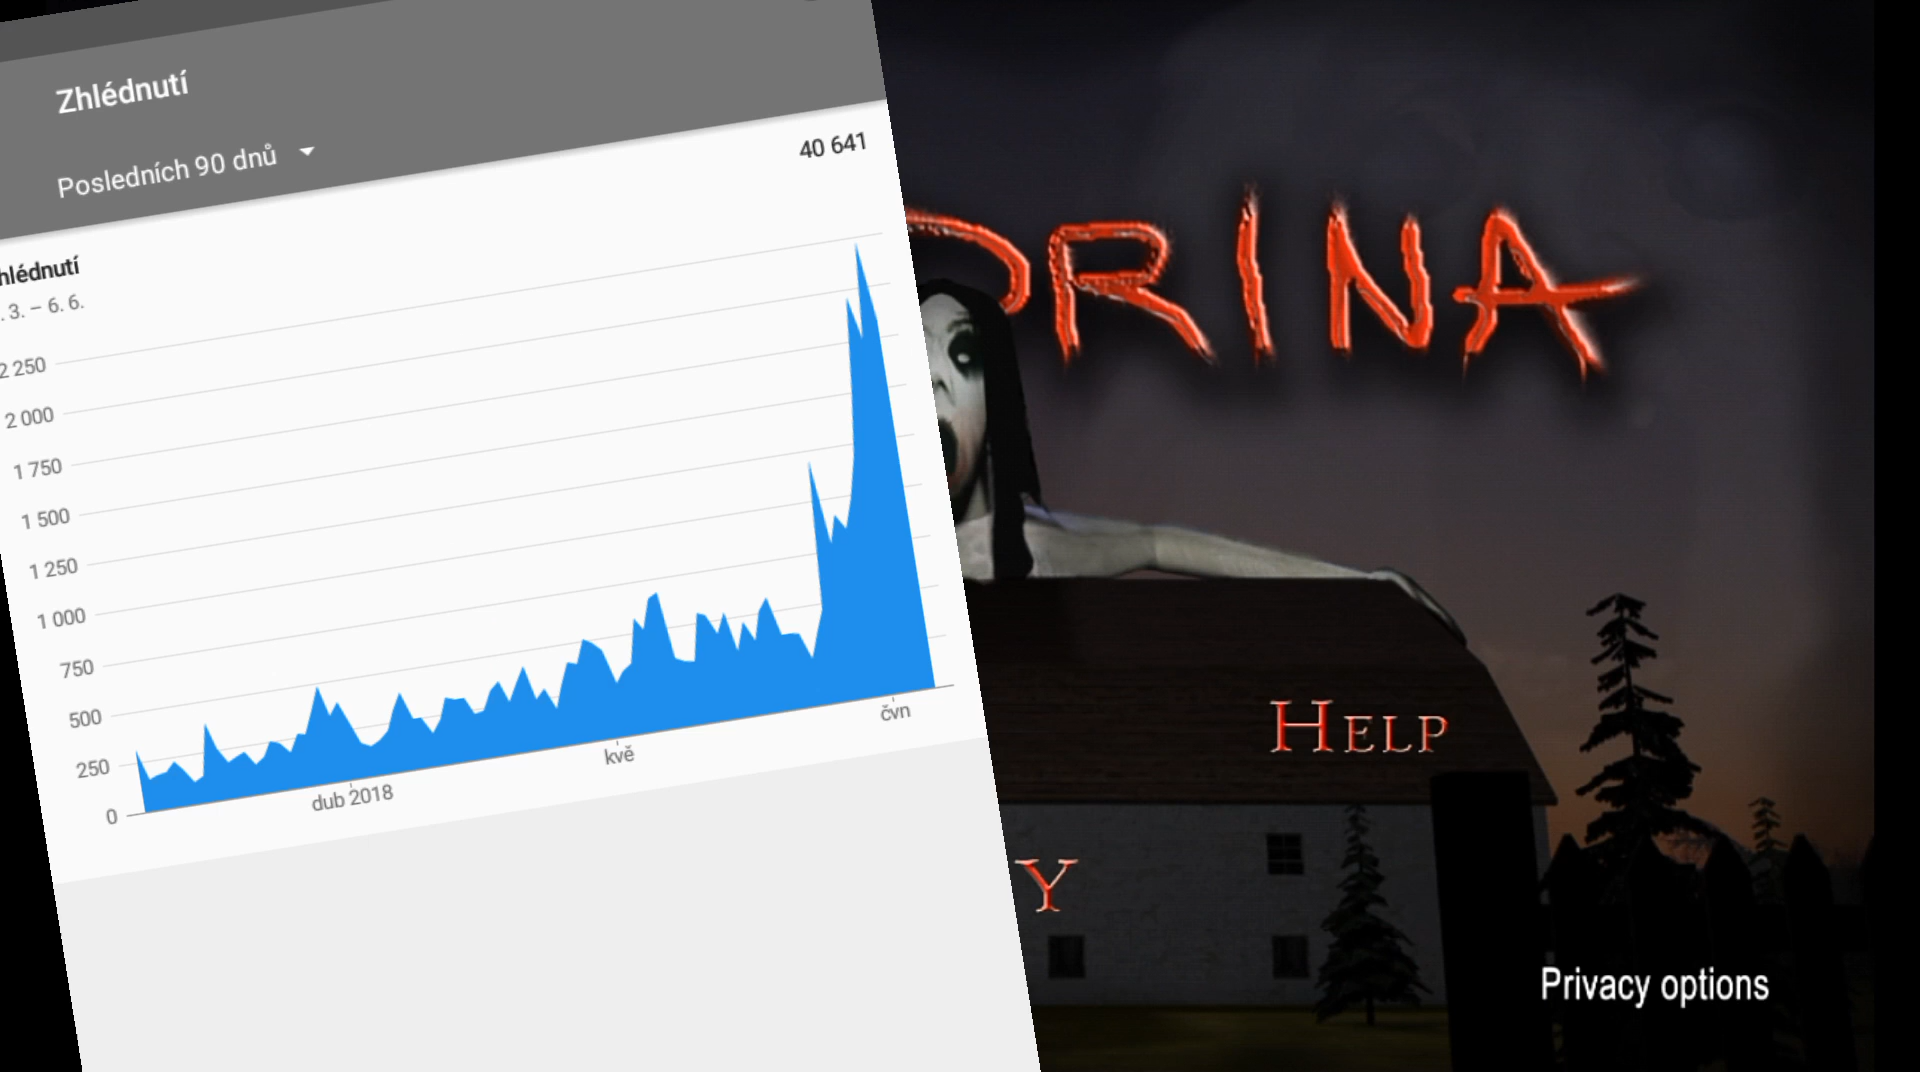 Zhlédnutí
Posledních 90 dnů
40 641
hlédnutí
. 3. – 6. 6.
2 250
2 000
1 750
1 500
1 250
1 000
750
500
250
0
dub 2018
kvě
čvn
DRINA
HELP
Y
Privacy options